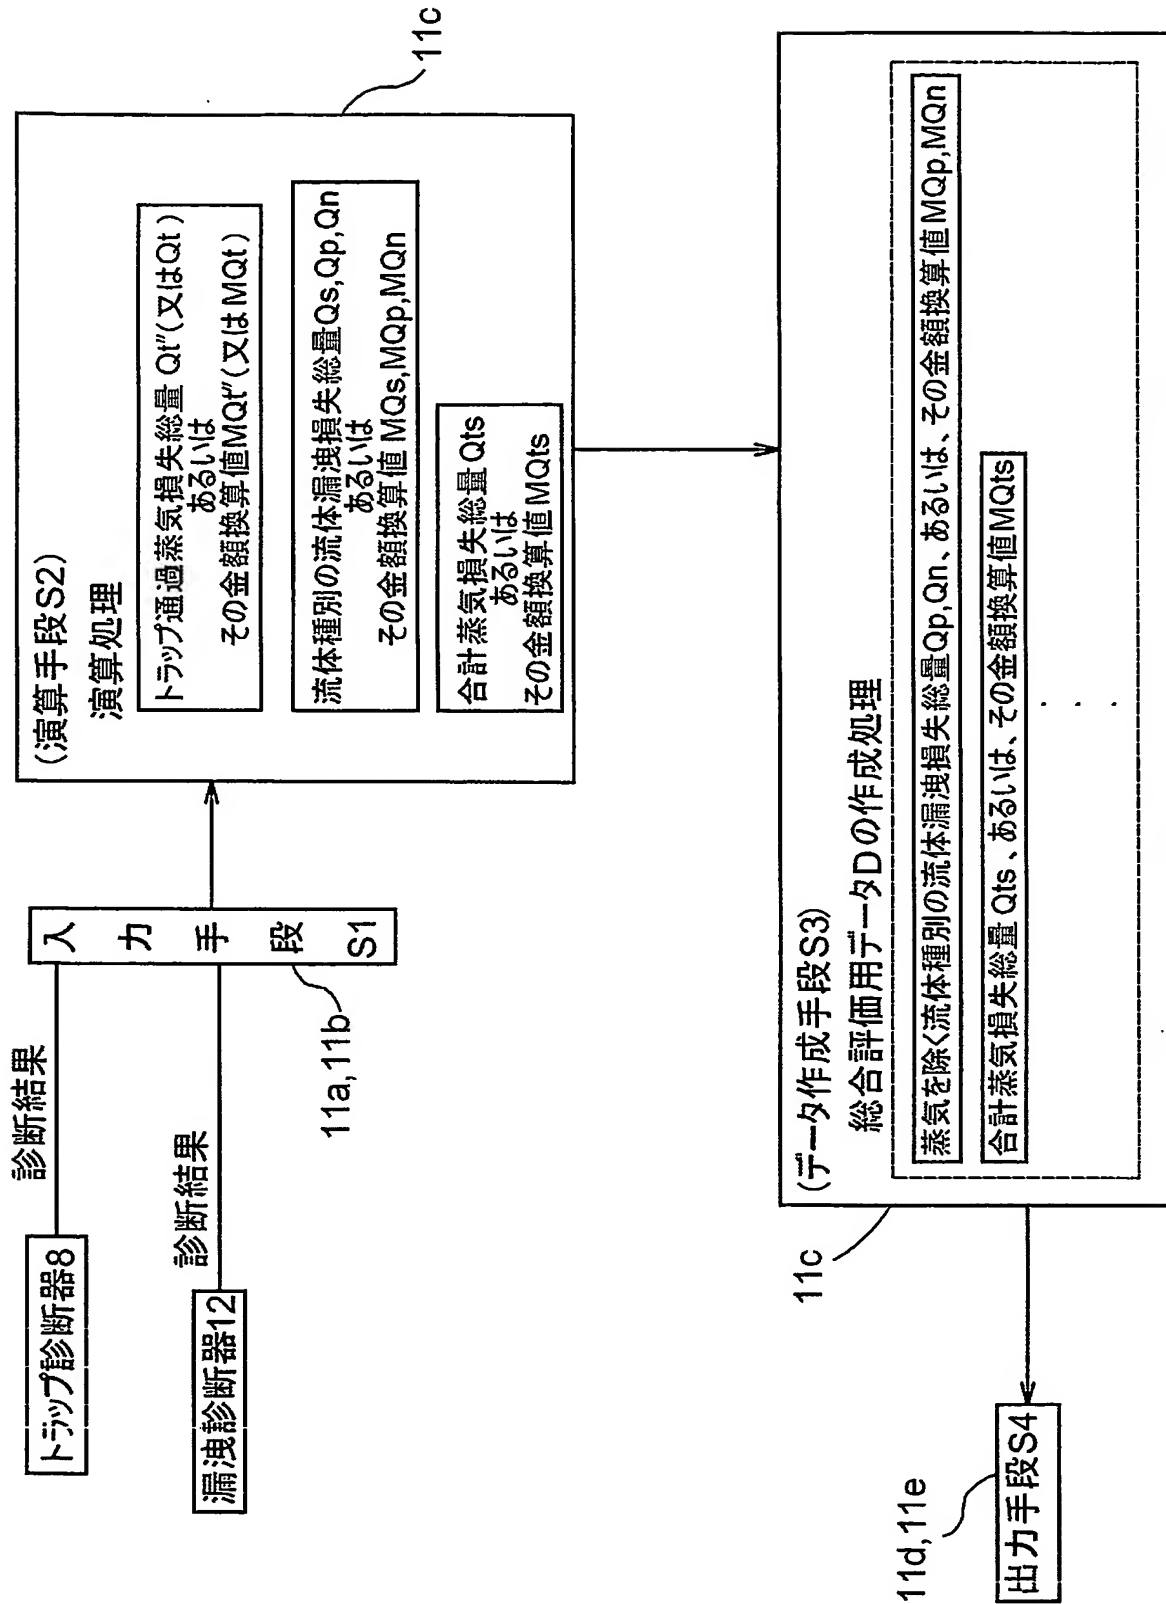 トラップ診断器8
診断結果
漏洩診断器12
診断結果
入力手段S1
11a,11b
(演算手段S2)
演算処理
トラップ通過蒸気損失総量 Qt"(又はQt)
あるいは
その金額換算値MQt"(又はMQt)
流体種別の流体漏洩損失総量Qs,Qp,Qn
あるいは
その金額換算値 MQs,MQp,MQn
合計蒸気損失総量Qts
あるいは
その金額換算値MQts
11c
(データ作成手段S3)
総合評価用データDの作成処理
蒸気を除く流体種別の流体漏洩損失総量Qp,Qn、あるいは、その金額換算値MQp,MQn
合計蒸気損失総量 Qts、あるいは、その金額換算値MQts
・・・
11c
11d,11e
出力手段S4